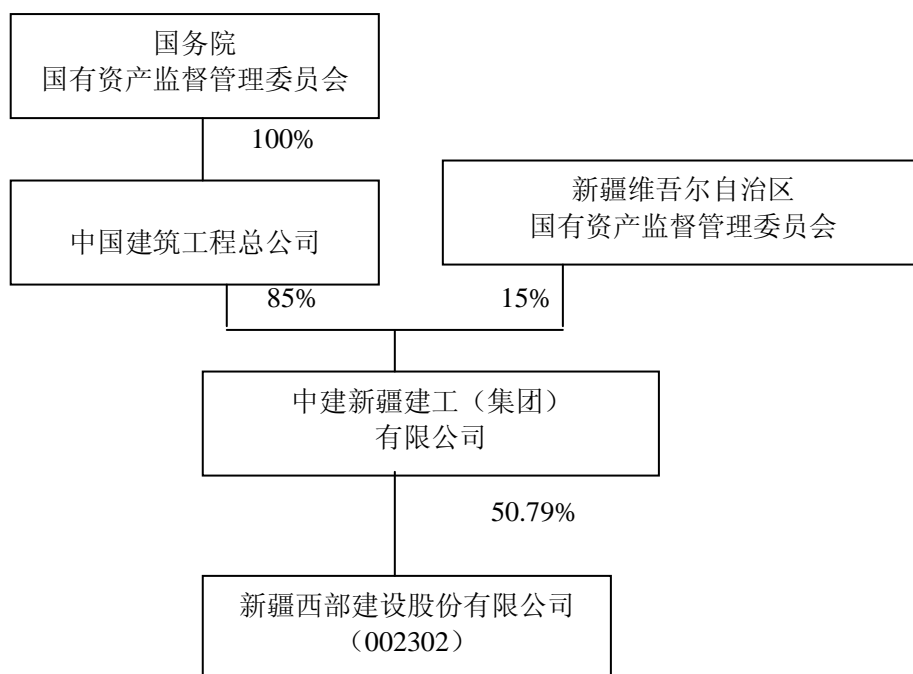 国务院
国有资产监督管理委员会
100%
中国建筑工程总公司
新疆维吾尔自治区
国有资产监督管理委员会
85%
15%
中建新疆建工（集团）
有限公司
50.79%
新疆西部建设股份有限公司
（002302）